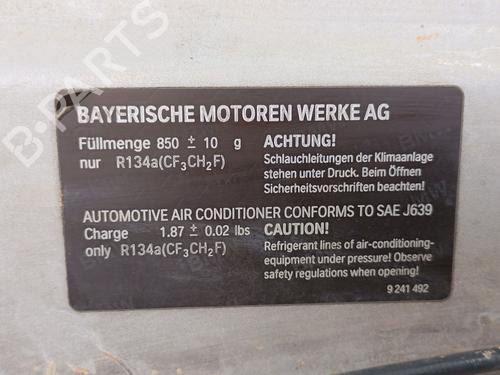 B-PARTS
BAYERISCHE MOTOREN WERKE AG
Füllmenge 850 ± 10 g
nur R134a(CF₃CH₂F)
ACHTUNG!
Schlauchleitungen der Klimaanlage
stehen unter Druck. Beim Öffnen
Sicherheitsvorschriften beachten!
AUTOMOTIVE AIR CONDITIONER CONFORMS TO SAE J639
Charge 1.87 ± 0.02 lbs
only R134a(CF₃CH₂F)
CAUTION!
Refrigerant lines of air-conditioning-
equipment under pressure! Observe
safety regulations when opening!
9 241 492